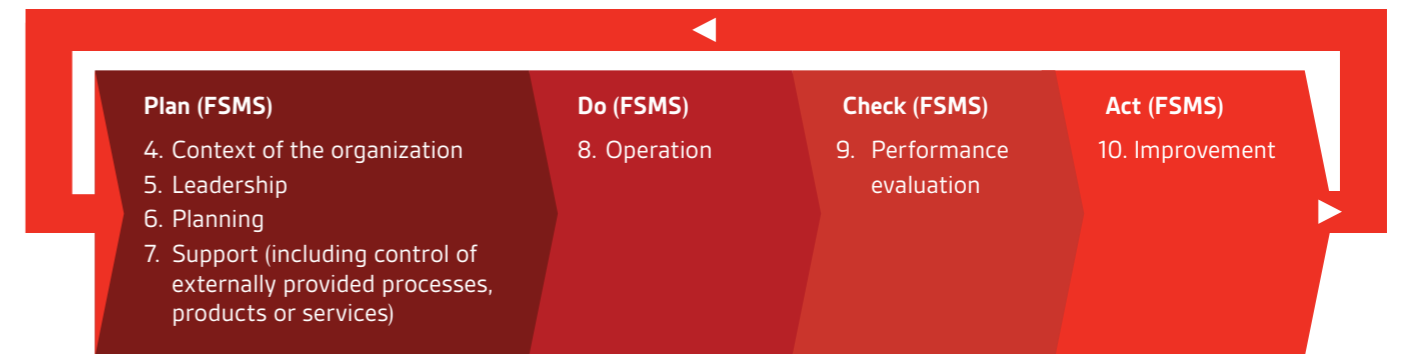 Plan (FSMS)
4. Context of the organization
5. Leadership
6. Planning
7. Support (including control of
externally provided processes,
products or services)
Do (FSMS)
8. Operation
Check (FSMS)
9. Performance
evaluation
Act (FSMS)
10. Improvement